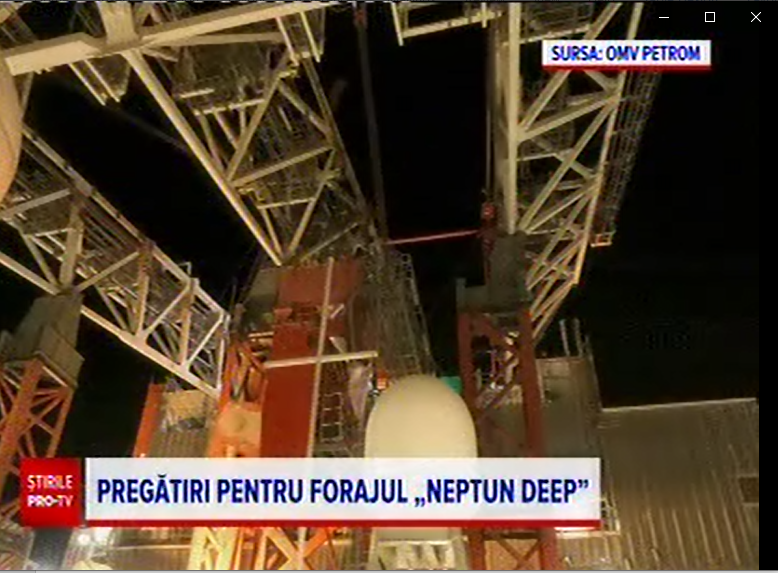 SURSA: OMV PETROM
ȘTIRILE
PRO•TV
PREGĂTIRI PENTRU FORAJUL „NEPTUN DEEP”